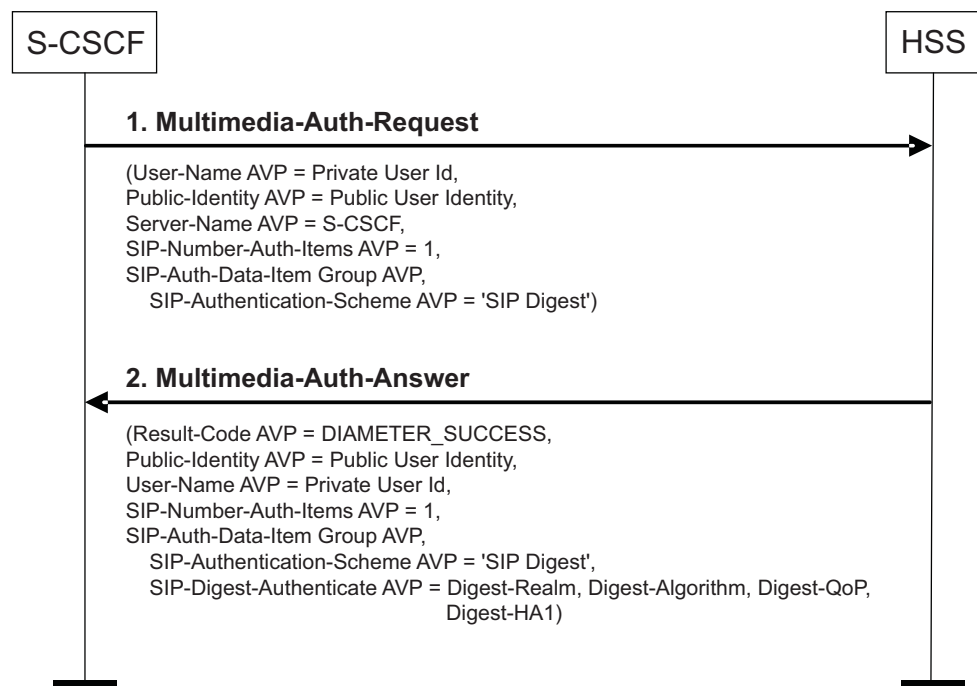 S-CSCF
HSS
1. Multimedia-Auth-Request
(User-Name AVP = Private User Id,
Public-Identity AVP = Public User Identity,
Server-Name AVP = S-CSCF,
SIP-Number-Auth-Items AVP = 1,
SIP-Auth-Data-Item Group AVP,
SIP-Authentication-Scheme AVP = 'SIP Digest')
2. Multimedia-Auth-Answer
(Result-Code AVP = DIAMETER_SUCCESS,
Public-Identity AVP = Public User Identity,
User-Name AVP = Private User Id,
SIP-Number-Auth-Items AVP = 1,
SIP-Auth-Data-Item Group AVP,
SIP-Authentication-Scheme AVP = 'SIP Digest',
SIP-Digest-Authenticate AVP = Digest-Realm, Digest-Algorithm, Digest-QoP,
Digest-HA1)